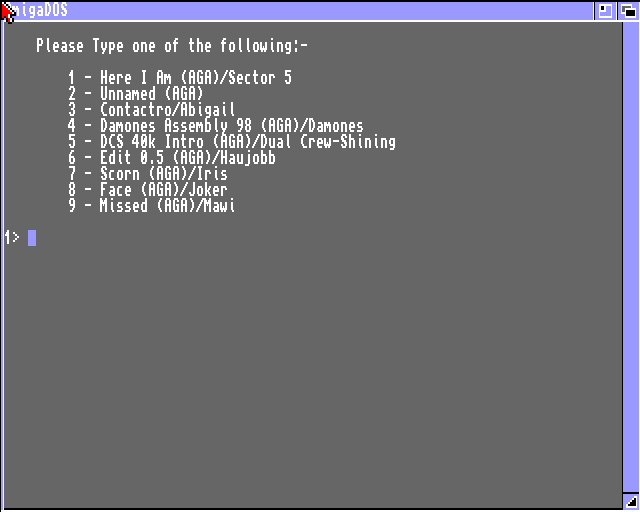 migaDOS
Please Type one of the following:-
1 - Here I Am (AGA)/Sector 5
2 - Unnamed (AGA)
3 - Contactro/Abigail
4 - Damones Assembly 98 (AGA)/Damones
5 - DCS 40k Intro (AGA)/Dual Crew-Shining
6 - Edit 0.5 (AGA)/Haujobb
7 - Scorn (AGA)/Iris
8 - Face (AGA)/Joker
9 - Missed (AGA)/Mawi
1>